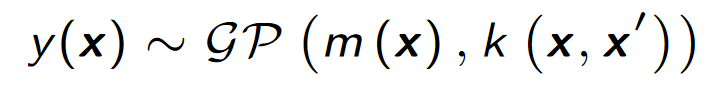 y(x) ∼ 𝒢𝒫 (m (x) , k (x, x′))